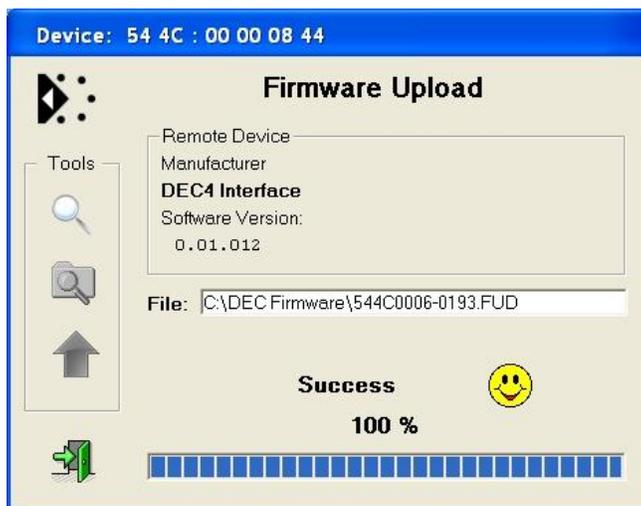 Device: 54 4C : 00 00 08 44
Firmware Upload
Remote Device
Tools
Manufacturer
DEC4 Interface
Software Version:
0.01.012
File: C:\DEC Firmware\544C0006-0193.FUD
Success
100 %